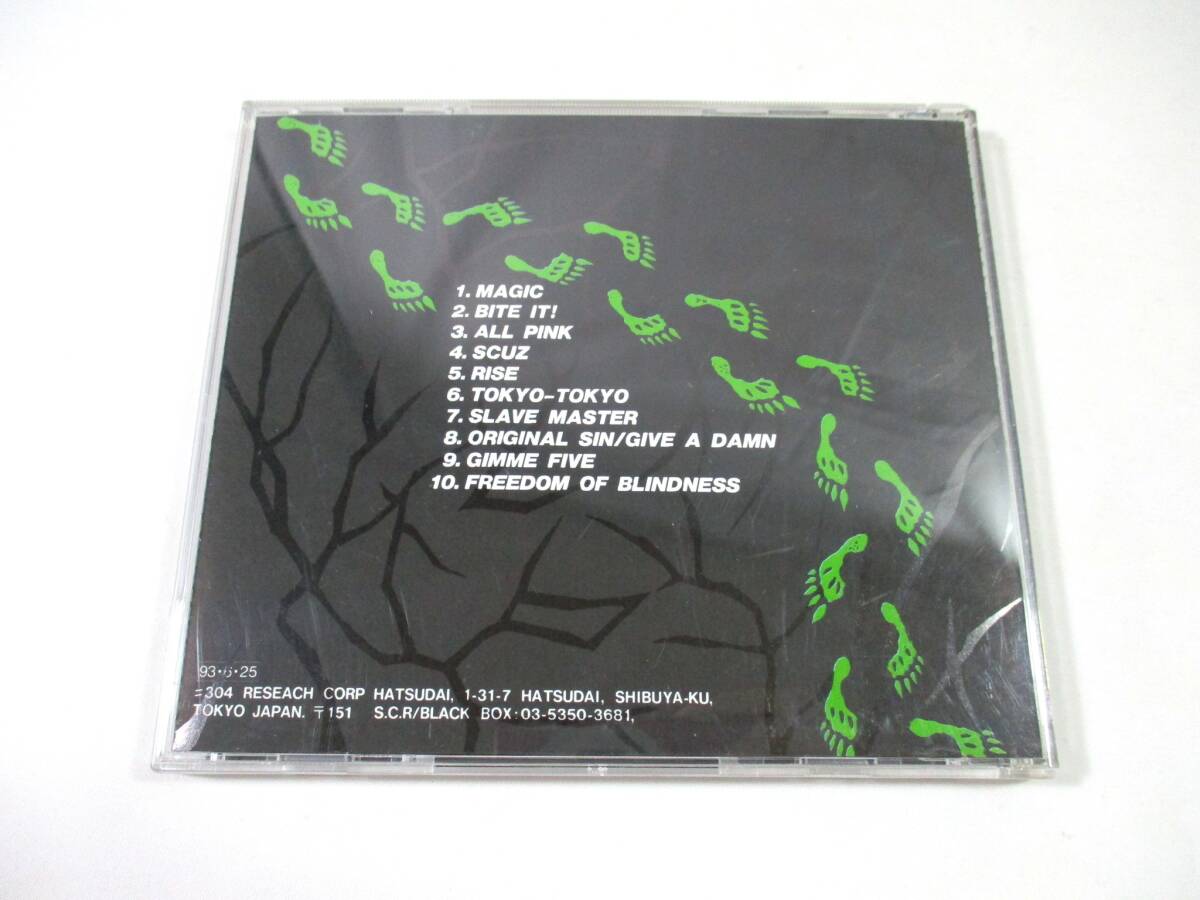 1. MAGIC
2. BITE IT!
3. ALL PINK
4. SCUZ
5. RISE
6. TOKYO-TOKYO
7. SLAVE MASTER
8. ORIGINAL SIN/GIVE A DAMN
9. GIMME FIVE
10. FREEDOM OF BLINDNESS
93・6・25
=304 RESEACH CORP HATSUDAI, 1-31-7 HATSUDAI, SHIBUYA-KU,
TOKYO JAPAN. 〒151 S.C.R/BLACK BOX:03-5350-3681,